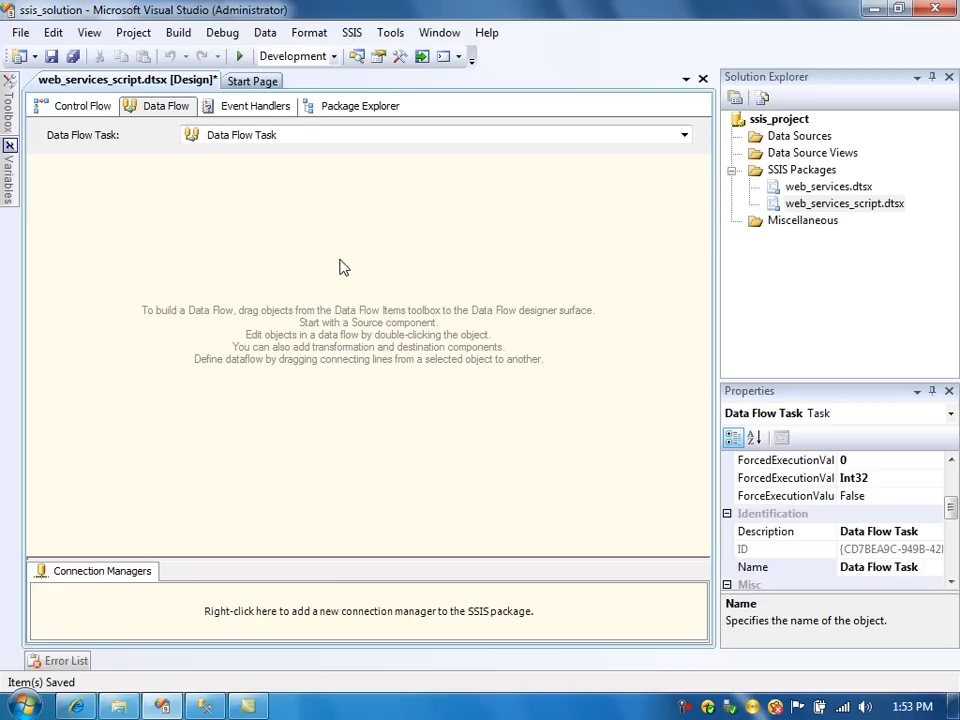 ssis_solution - Microsoft Visual Studio (Administrator)
File Edit View Project Build Debug Data Format SSIS Tools Window Help
Development
web_services_script.dtsx [Design]* Start Page
Control Flow Data Flow Event Handlers Package Explorer
Data Flow Task: Data Flow Task
Toolbox
Variables
To build a Data Flow, drag objects from the Data Flow Items toolbox to the Data Flow designer surface.
Start with a Source component.
Edit objects in a data flow by double-clicking the object.
You can also add transformation and destination components.
Define dataflow by dragging connecting lines from a selected object to another.
Connection Managers
Right-click here to add a new connection manager to the SSIS package.
Solution Explorer
ssis_project
Data Sources
Data Source Views
SSIS Packages
web_services.dtsx
web_services_script.dtsx
Miscellaneous
Properties
Data Flow Task Task
ForcedExecutionVal 0
ForcedExecutionVal Int32
ForceExecutionValu False
Identification
Description Data Flow Task
ID {CD7BEA9C-949B-42
Name Data Flow Task
Misc
Name
Specifies the name of the object.
Error List
Item(s) Saved
1:53 PM